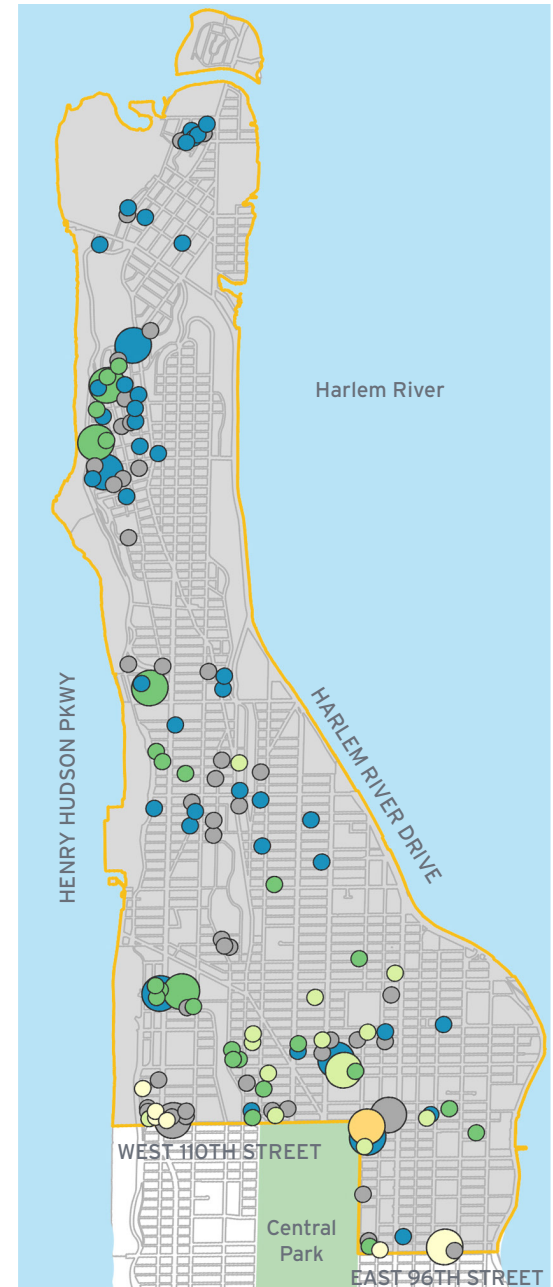 Harlem River
HENRY HUDSON PKWY
HARLEM RIVER DRIVE
WEST 110TH STREET
Central
Park
EAST 96TH STREET